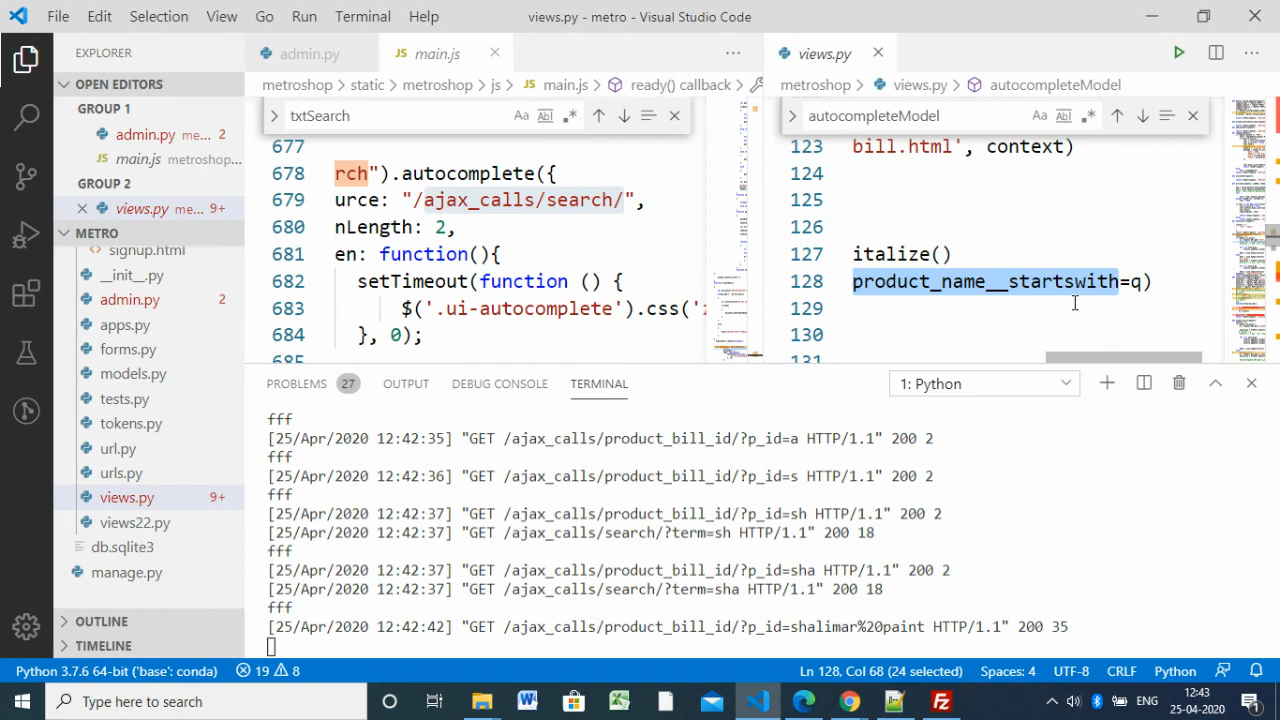 File Edit Selection View Go Run Terminal Help
views.py - metro - Visual Studio Code
EXPLORER
OPEN EDITORS
GROUP 1
admin.py me... 2
main.js metroshop...
GROUP 2
views.py me... 9+
METRO
signup.html
__init__.py
admin.py 2
apps.py
forms.py
models.py
tests.py
tokens.py
url.py
urls.py
views.py 9+
views22.py
db.sqlite3
manage.py
OUTLINE
TIMELINE
admin.py
JS main.js
metroshop > static > metroshop > js > JS main.js > ready() callback >
txtSearch
677
678 rch").autocomplete({
679 urce: "/ajax_calls/search/",
680 nLength: 2,
681 en: function(){
682 setTimeout(function () {
683 $('.ui-autocomplete').css('z
684 }, 0);
685
views.py
metroshop > views.py > autocompleteModel
autocompleteModel
123 bill.html', context)
124
125
126
127 italize()
128 product_name__startswith=q)
129
130
131
PROBLEMS 27 OUTPUT DEBUG CONSOLE TERMINAL
1: Python
fff
[25/Apr/2020 12:42:35] "GET /ajax_calls/product_bill_id/?p_id=a HTTP/1.1" 200 2
fff
[25/Apr/2020 12:42:36] "GET /ajax_calls/product_bill_id/?p_id=s HTTP/1.1" 200 2
fff
[25/Apr/2020 12:42:37] "GET /ajax_calls/product_bill_id/?p_id=sh HTTP/1.1" 200 2
[25/Apr/2020 12:42:37] "GET /ajax_calls/search/?term=sh HTTP/1.1" 200 18
fff
[25/Apr/2020 12:42:37] "GET /ajax_calls/product_bill_id/?p_id=sha HTTP/1.1" 200 2
[25/Apr/2020 12:42:37] "GET /ajax_calls/search/?term=sha HTTP/1.1" 200 18
fff
[25/Apr/2020 12:42:42] "GET /ajax_calls/product_bill_id/?p_id=shalimar%20paint HTTP/1.1" 200 35
Python 3.7.6 64-bit ('base': conda) 19 8
Ln 128, Col 68 (24 selected) Spaces: 4 UTF-8 CRLF Python
Type here to search
ENG
12:43
25-04-2020